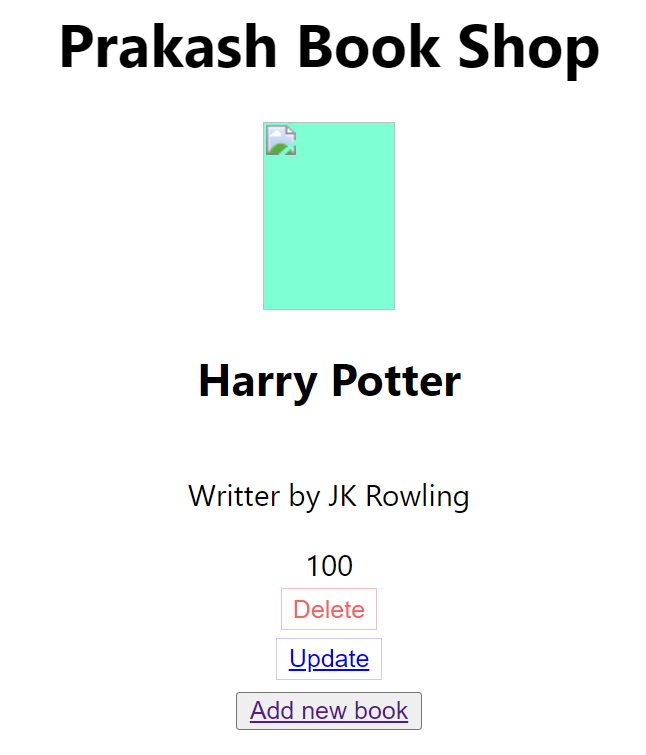 Prakash Book Shop
Harry Potter
Writter by JK Rowling
100
Delete
Update
Add new book